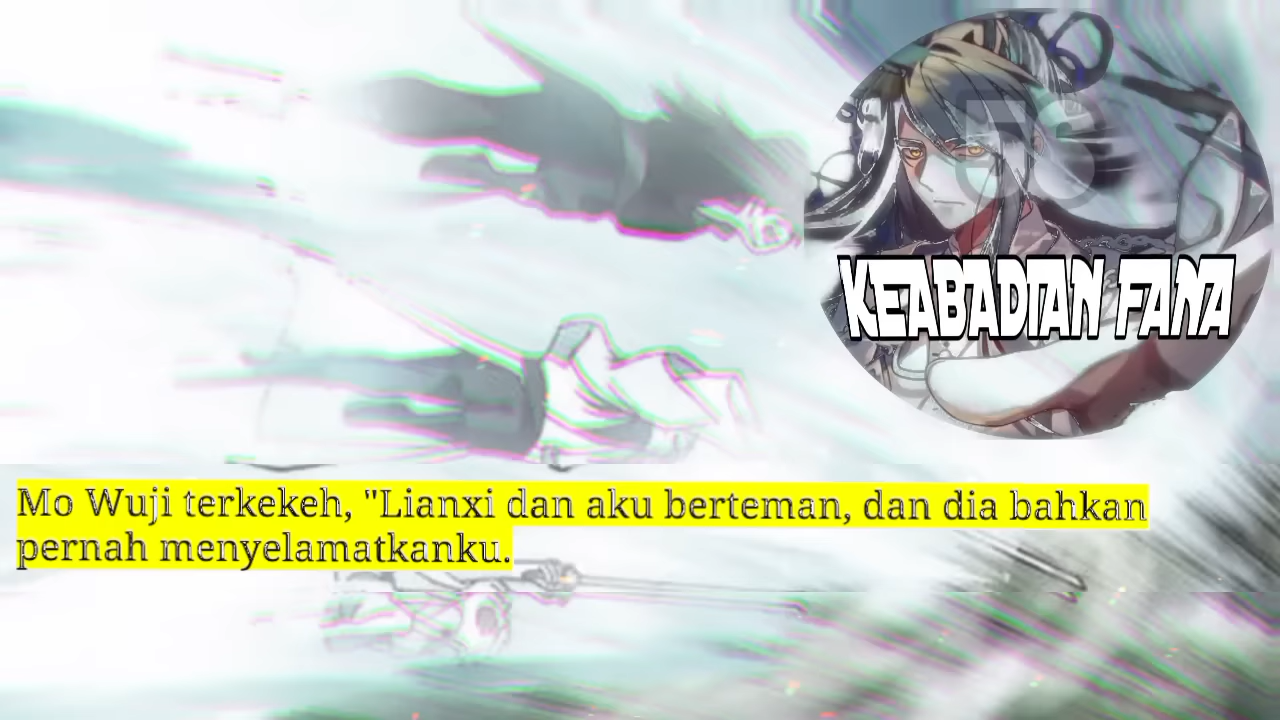 KEABADIAN FANA
Mo Wuji terkekeh, "Lianxi dan aku berteman, dan dia bahkan
pernah menyelamatkanku.